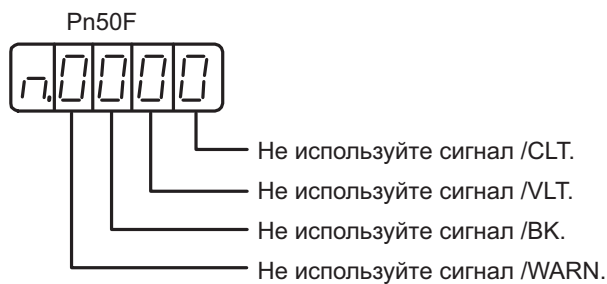 Pn50F
n.0000
Не используйте сигнал /CLT.
Не используйте сигнал /VLT.
Не используйте сигнал /BK.
Не используйте сигнал /WARN.